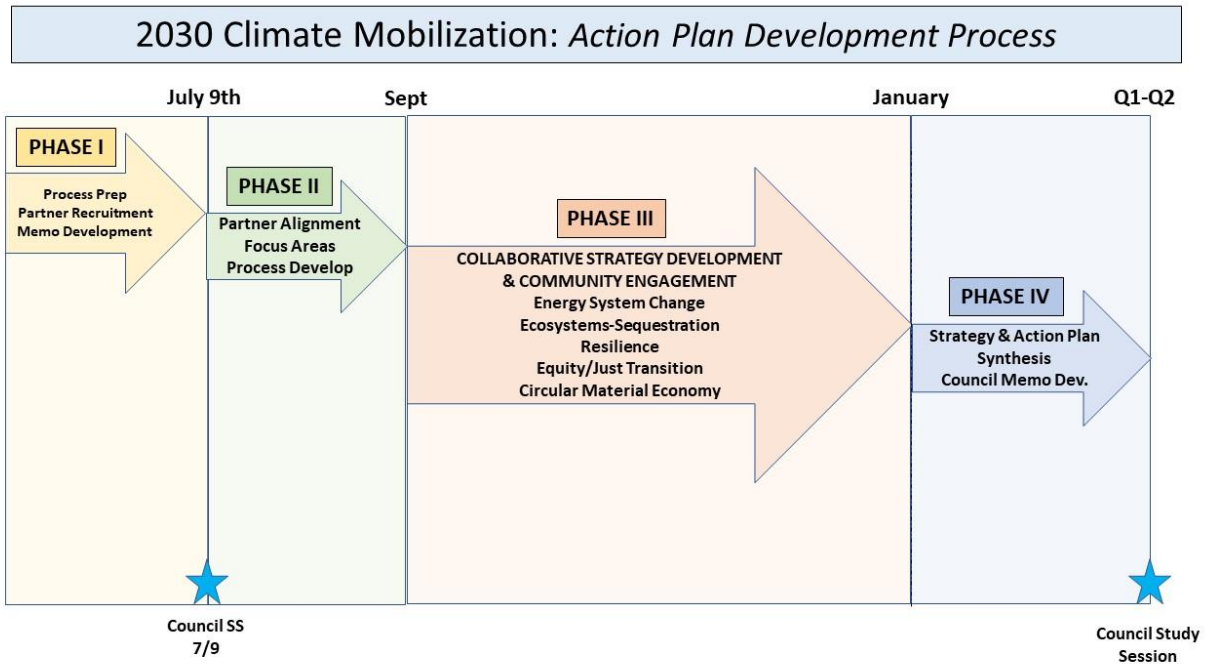 2030 Climate Mobilization: Action Plan Development Process
July 9th
Sept
January
Q1-Q2
PHASE I
Process Prep
Partner Recruitment
Memo Development
PHASE II
Partner Alignment
Focus Areas
Process Develop
PHASE III
COLLABORATIVE STRATEGY DEVELOPMENT
& COMMUNITY ENGAGEMENT
Energy System Change
Ecosystems-Sequestration
Resilience
Equity/Just Transition
Circular Material Economy
PHASE IV
Strategy & Action Plan
Synthesis
Council Memo Dev.
Council SS
7/9
Council Study
Session